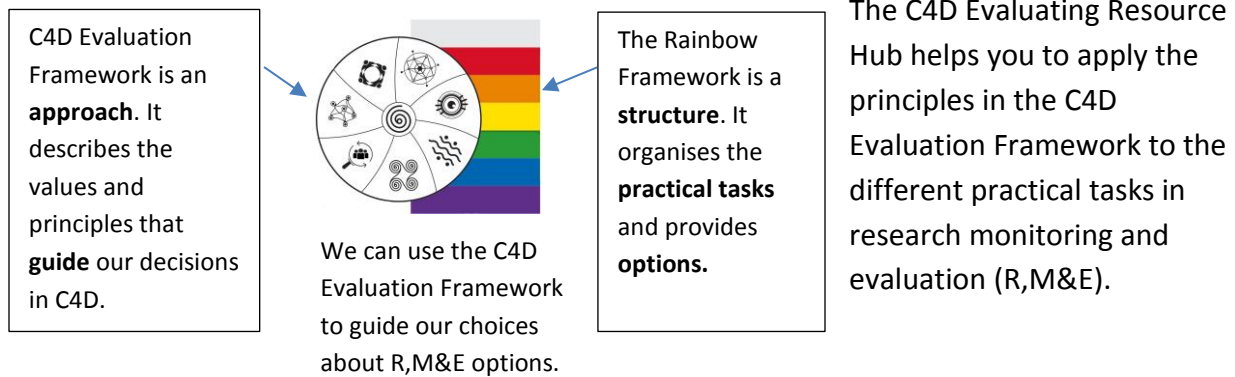 C4D Evaluation
Framework is an
approach. It
describes the
values and
principles that
guide our decisions
in C4D.
We can use the C4D
Evaluation Framework
to guide our choices
about R,M&E options.
The Rainbow
Framework is a
structure. It
organises the
practical tasks
and provides
options.
The C4D Evaluating Resource
Hub helps you to apply the
principles in the C4D
Evaluation Framework to the
different practical tasks in
research monitoring and
evaluation (R,M&E).